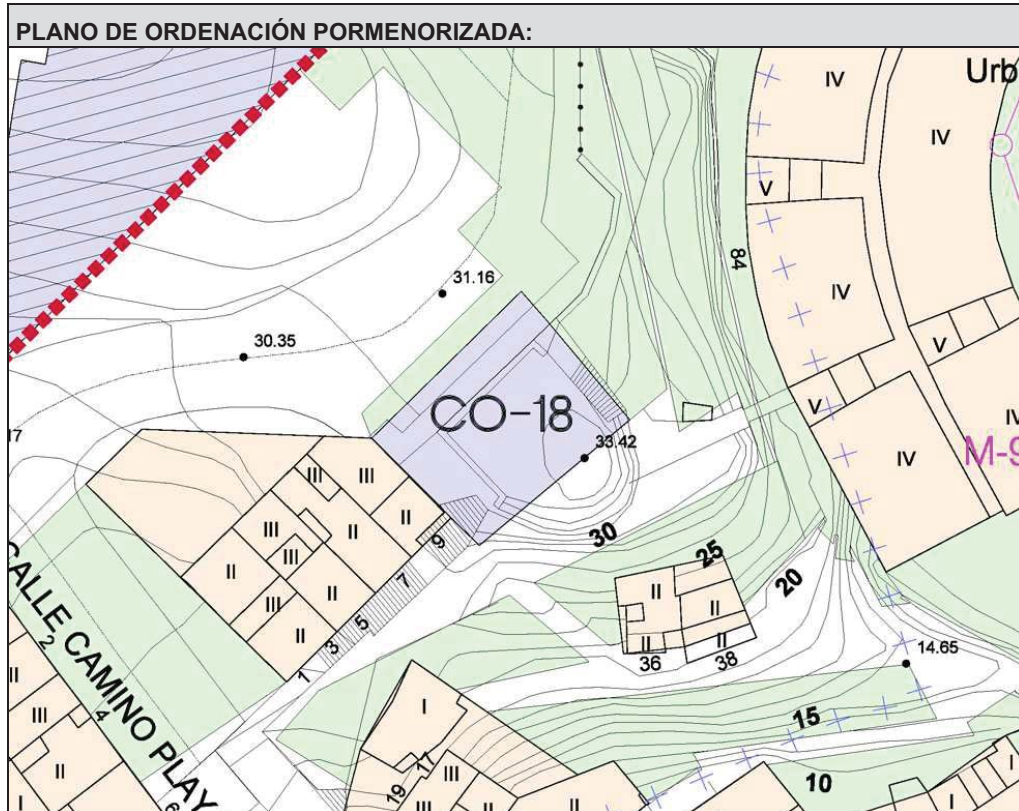 PLANO DE ORDENACIÓN PORMENORIZADA:
Urb
IV
IV
V
84
31.16
IV
30.35
V
CO-18
V
IV
17
33.42
IV
M-9
III
III
II
III
II
9
30
III
II
7
25
20
II
III
II
5
II
II
3
II
36
38
14.65
1
CALLE CAMINO PLAY
2
II
III
4
I
15
II
17
III
10
I
6
19
III
II
II
I
I